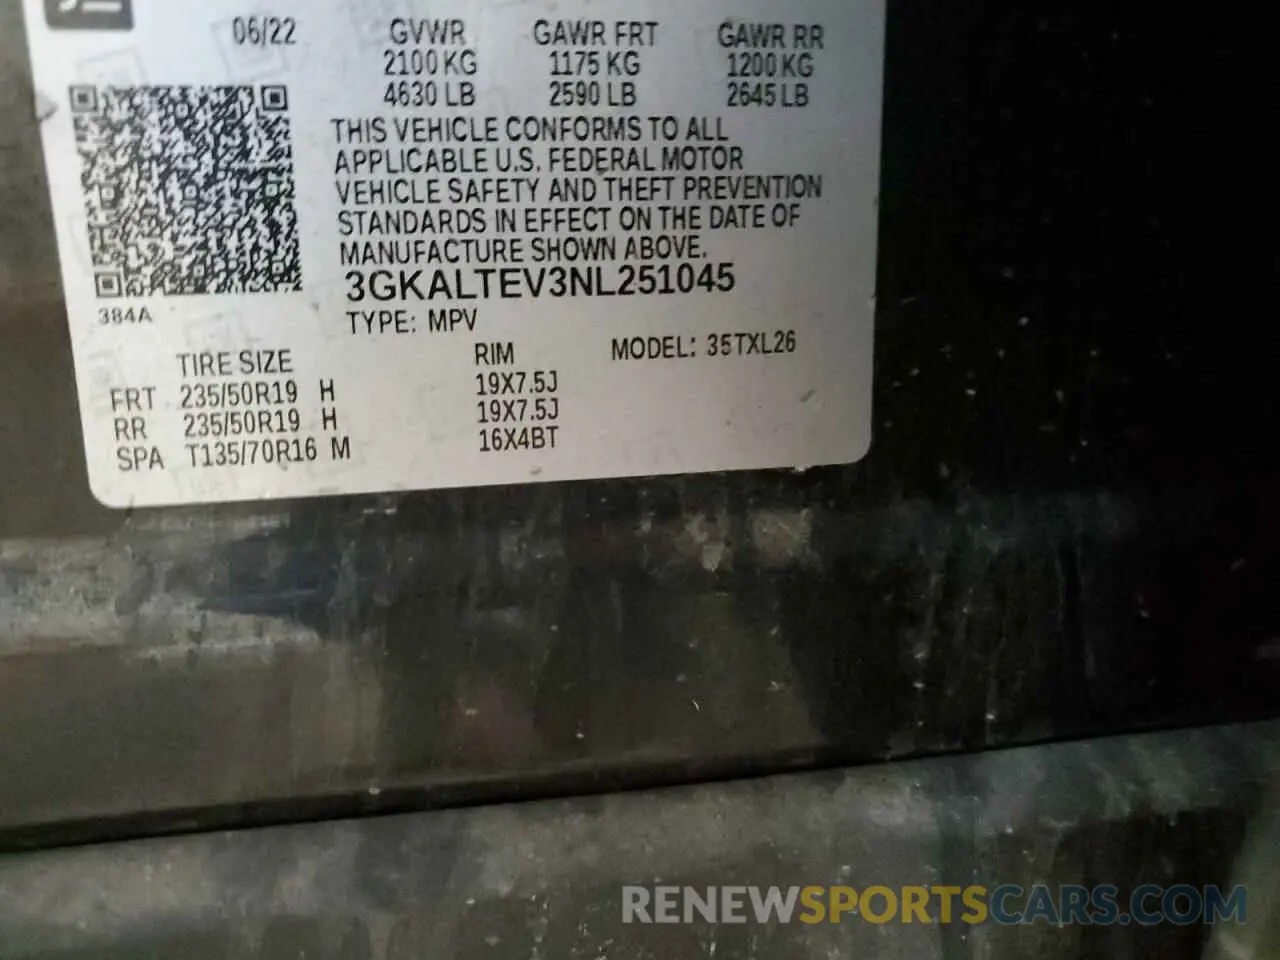 06/22 GVWR GAWR FRT GAWR RR
2100 KG 1175 KG 1200 KG
4630 LB 2590 LB 2645 LB
THIS VEHICLE CONFORMS TO ALL
APPLICABLE U.S. FEDERAL MOTOR
VEHICLE SAFETY AND THEFT PREVENTION
STANDARDS IN EFFECT ON THE DATE OF
MANUFACTURE SHOWN ABOVE.
3GKALTEV3NL251045
384A
TYPE: MPV
TIRE SIZE RIM MODEL: 35TXL26
FRT 235/50R19 H 19X7.5J
RR 235/50R19 H 19X7.5J
SPA T135/70R16 M 16X4BT
RENEWSPORTSCARS.COM